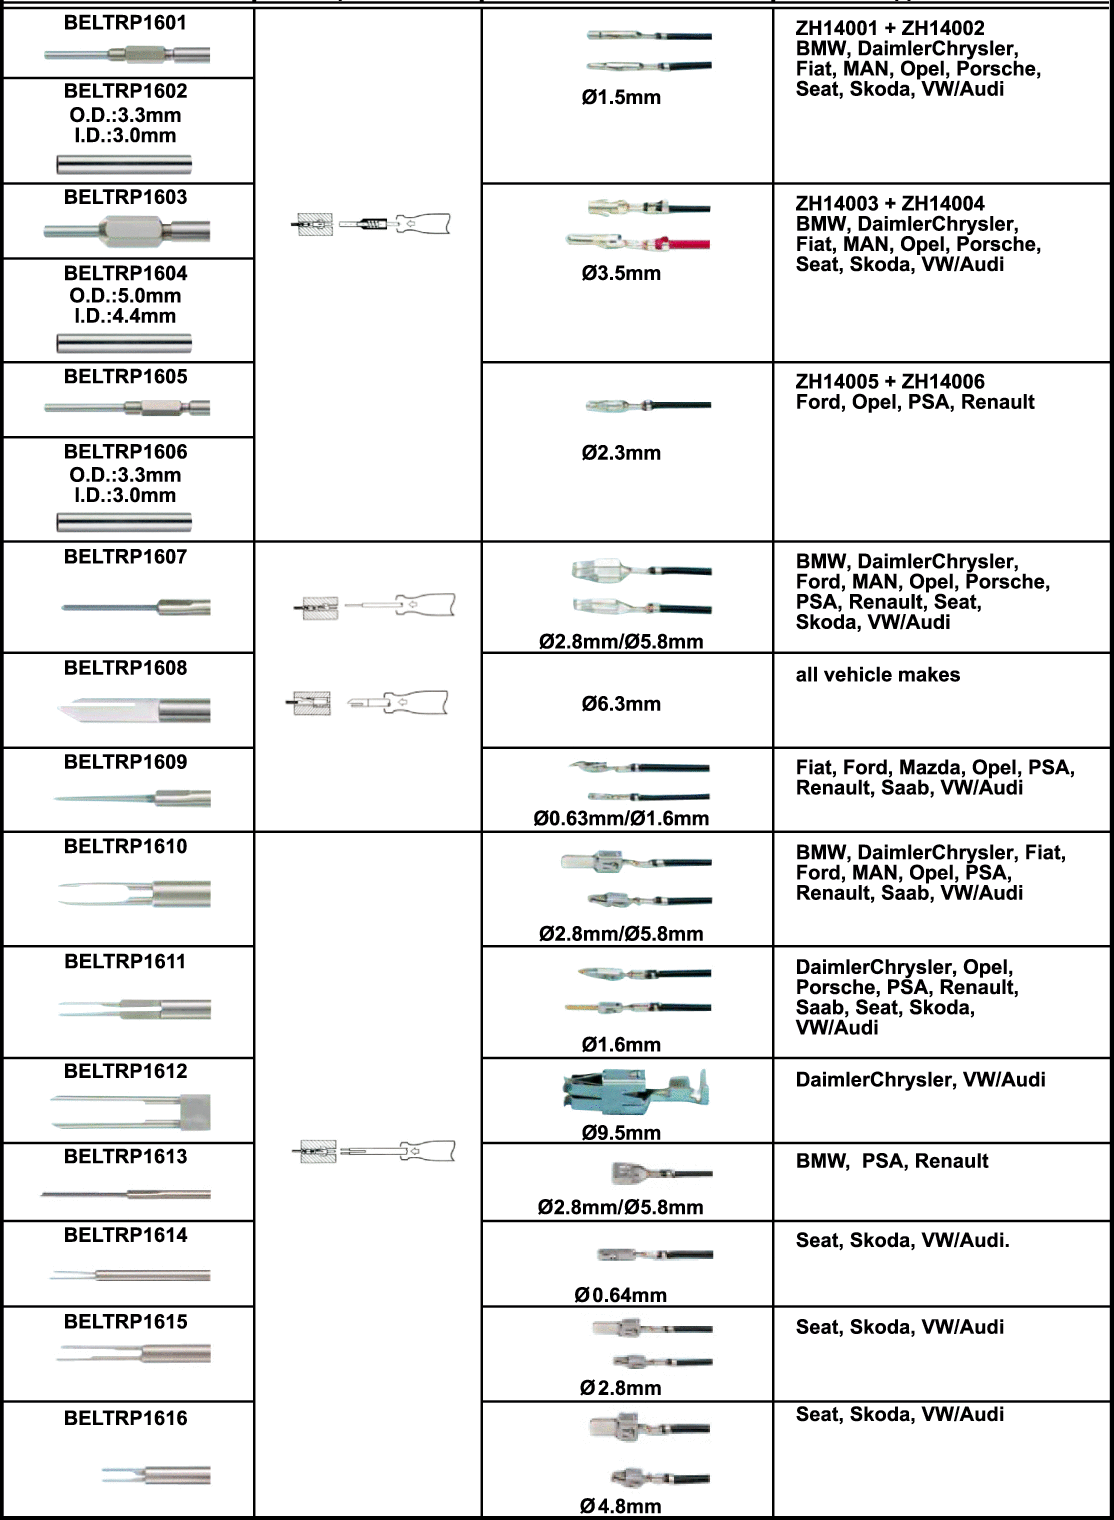 BELTRP1601
ZH14001 + ZH14002
BMW, DaimlerChrysler,
Fiat, MAN, Opel, Porsche,
Seat, Skoda, VW/Audi
Ø1.5mm
BELTRP1602
O.D.:3.3mm
I.D.:3.0mm
BELTRP1603
ZH14003 + ZH14004
BMW, DaimlerChrysler,
Fiat, MAN, Opel, Porsche,
Seat, Skoda, VW/Audi
Ø3.5mm
BELTRP1604
O.D.:5.0mm
I.D.:4.4mm
BELTRP1605
ZH14005 + ZH14006
Ford, Opel, PSA, Renault
Ø2.3mm
BELTRP1606
O.D.:3.3mm
I.D.:3.0mm
BELTRP1607
BMW, DaimlerChrysler,
Ford, MAN, Opel, Porsche,
PSA, Renault, Seat,
Skoda, VW/Audi
Ø2.8mm/Ø5.8mm
BELTRP1608
all vehicle makes
Ø6.3mm
BELTRP1609
Fiat, Ford, Mazda, Opel, PSA,
Renault, Saab, VW/Audi
Ø0.63mm/Ø1.6mm
BELTRP1610
BMW, DaimlerChrysler, Fiat,
Ford, MAN, Opel, PSA,
Renault, Saab, VW/Audi
Ø2.8mm/Ø5.8mm
BELTRP1611
DaimlerChrysler, Opel,
Porsche, PSA, Renault,
Saab, Seat, Skoda,
VW/Audi
Ø1.6mm
BELTRP1612
DaimlerChrysler, VW/Audi
Ø9.5mm
BELTRP1613
BMW,  PSA, Renault
Ø2.8mm/Ø5.8mm
BELTRP1614
Seat, Skoda, VW/Audi.
Ø0.64mm
BELTRP1615
Seat, Skoda, VW/Audi
Ø2.8mm
BELTRP1616
Seat, Skoda, VW/Audi
Ø4.8mm